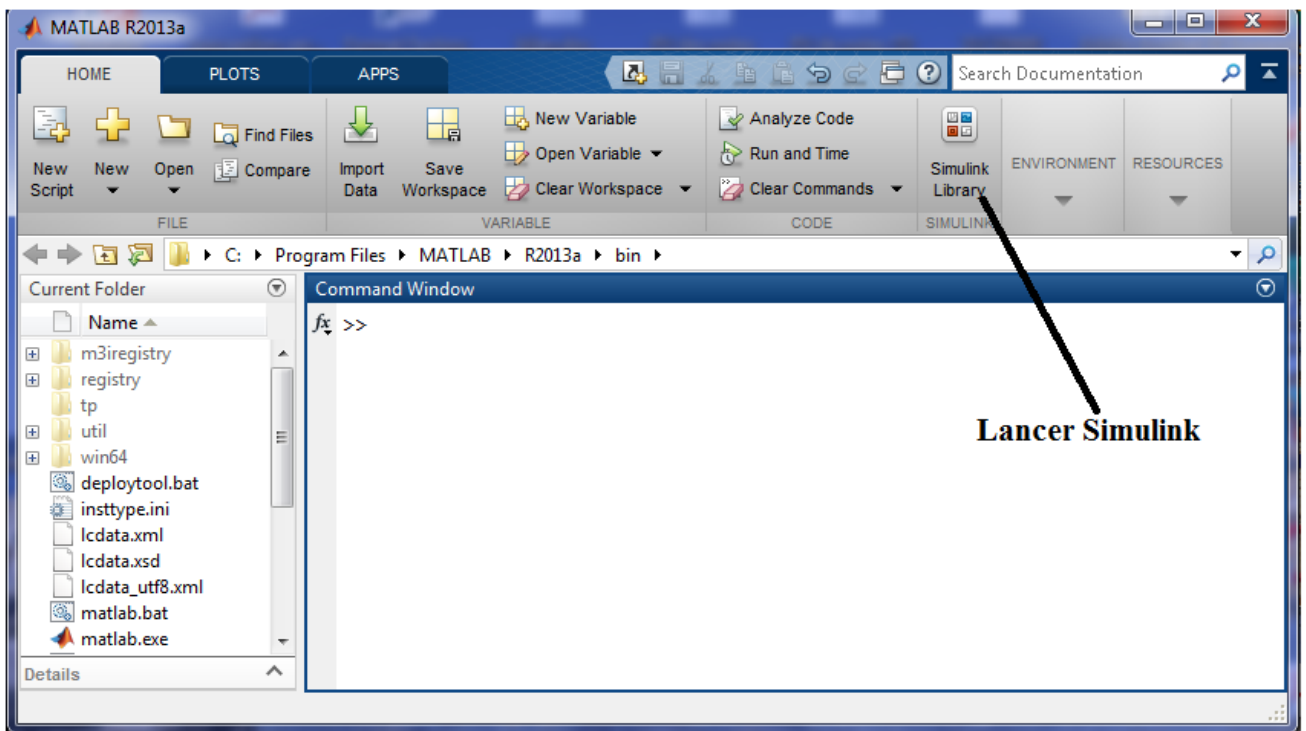 MATLAB R2013a
HOME PLOTS APPS Search Documentation
New Script New Open Find Files Compare Import Data Save Workspace New Variable Open Variable Clear Workspace Analyze Code Run and Time Clear Commands Simulink Library ENVIRONMENT RESOURCES
FILE VARIABLE CODE SIMULINK
C: Program Files MATLAB R2013a bin
Current Folder
Name
m3iregistry
registry
tp
util
win64
deploytool.bat
insttype.ini
lcdata.xml
lcdata.xsd
lcdata_utf8.xml
matlab.bat
matlab.exe
Details
Command Window
fx >>
Lancer Simulink